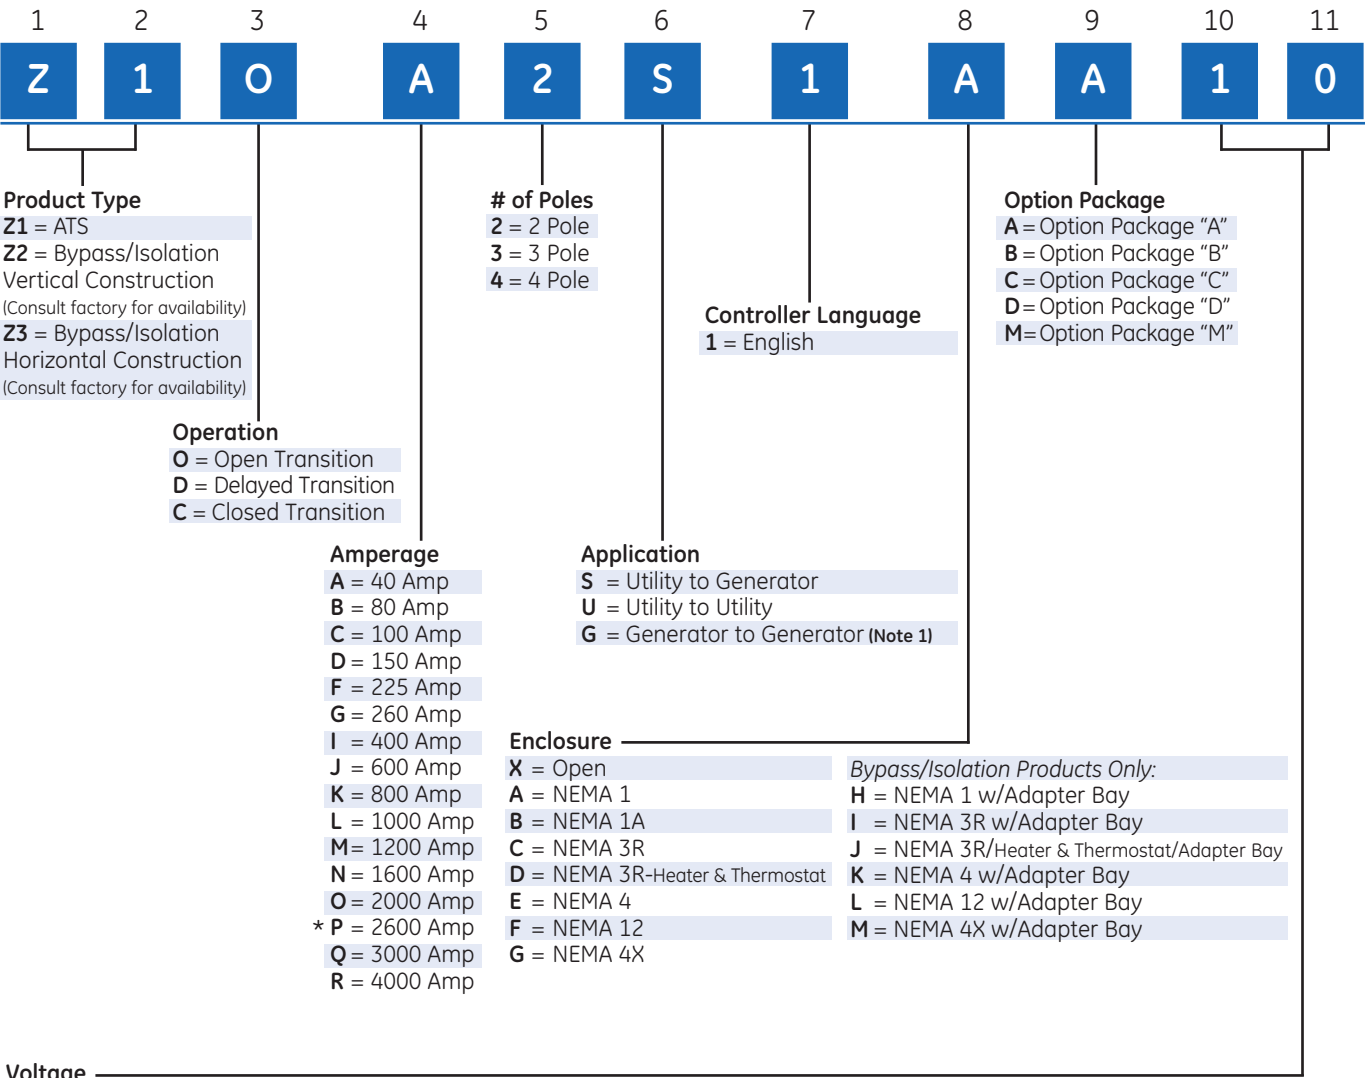 1 2 3 4 5 6 7 8 9 10 11
Z 1 O A 2 S 1 A A 1 0
Product Type
Z1 = ATS
Z2 = Bypass/Isolation
Vertical Construction
(Consult factory for availability)
Z3 = Bypass/Isolation
Horizontal Construction
(Consult factory for availability)
Operation
O = Open Transition
D = Delayed Transition
C = Closed Transition
Amperage
A = 40 Amp
B = 80 Amp
C = 100 Amp
D = 150 Amp
F = 225 Amp
G = 260 Amp
I = 400 Amp
J = 600 Amp
K = 800 Amp
L = 1000 Amp
M = 1200 Amp
N = 1600 Amp
O = 2000 Amp
* P = 2600 Amp
Q = 3000 Amp
R = 4000 Amp
# of Poles
2 = 2 Pole
3 = 3 Pole
4 = 4 Pole
Application
S = Utility to Generator
U = Utility to Utility
G = Generator to Generator (Note 1)
Controller Language
1 = English
Enclosure
X = Open
A = NEMA 1
B = NEMA 1A
C = NEMA 3R
D = NEMA 3R-Heater & Thermostat
E = NEMA 4
F = NEMA 12
G = NEMA 4X
Bypass/Isolation Products Only:
H = NEMA 1 w/Adapter Bay
I = NEMA 3R w/Adapter Bay
J = NEMA 3R/Heater & Thermostat/Adapter Bay
K = NEMA 4 w/Adapter Bay
L = NEMA 12 w/Adapter Bay
M = NEMA 4X w/Adapter Bay
Option Package
A = Option Package “A”
B = Option Package “B”
C = Option Package “C”
D = Option Package “D”
M = Option Package “M”
Voltage